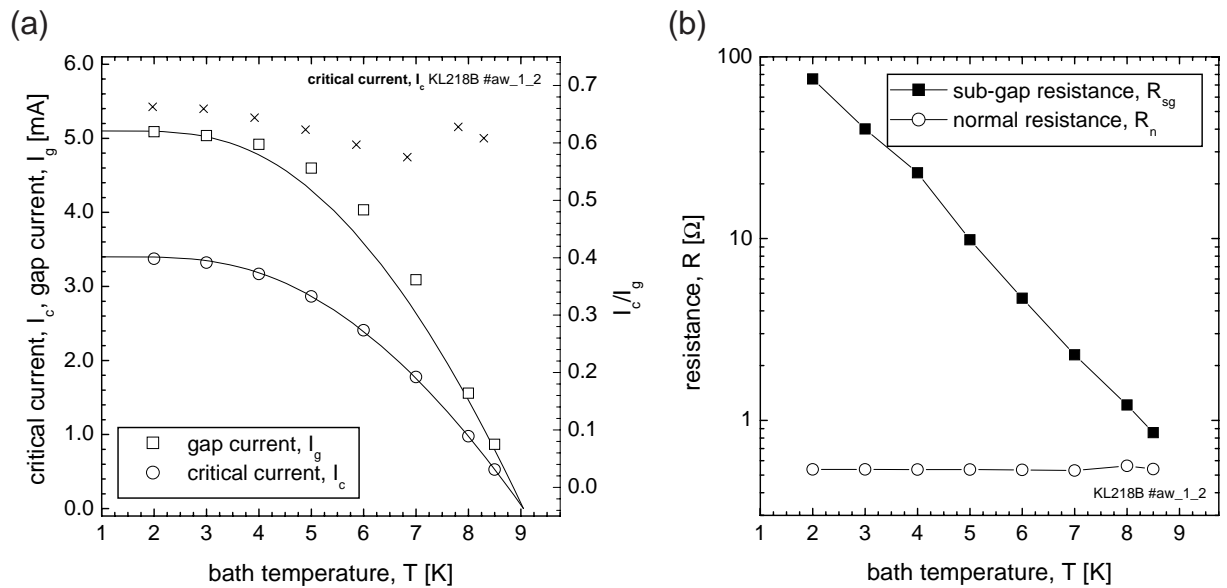 (a)
critical current, I_c KL218B #aw_1_2
6.0
5.0
4.0
3.0
2.0
1.0
0.0
critical current, I_c, gap current, I_g [mA]
0.7
0.6
0.5
0.4
0.3
0.2
0.1
0.0
I_c/I_g
gap current, I_g
critical current, I_c
1 2 3 4 5 6 7 8 9
bath temperature, T [K]
(b)
100
10
1
resistance, R [Ω]
sub-gap resistance, R_sg
normal resistance, R_n
KL218B #aw_1_2
1 2 3 4 5 6 7 8 9
bath temperature, T [K]